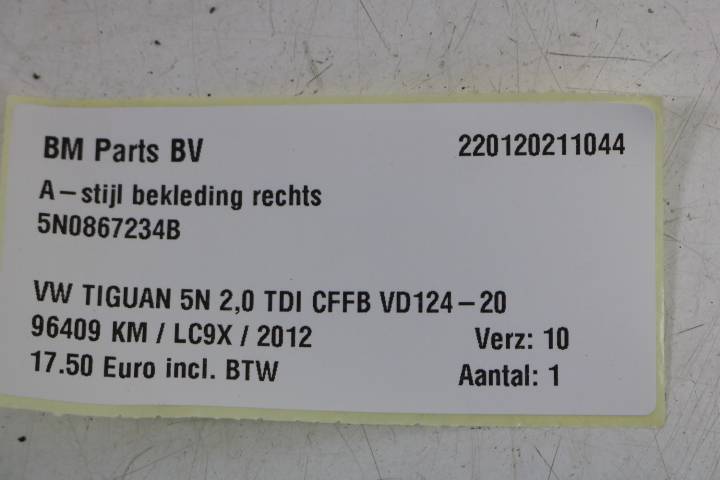 BM Parts BV 220120211044
A-stijl bekleding rechts
5N0867234B
VW TIGUAN 5N 2,0 TDI CFFB VD124-20
96409 KM / LC9X / 2012 Verz: 10
17.50 Euro incl. BTW Aantal: 1